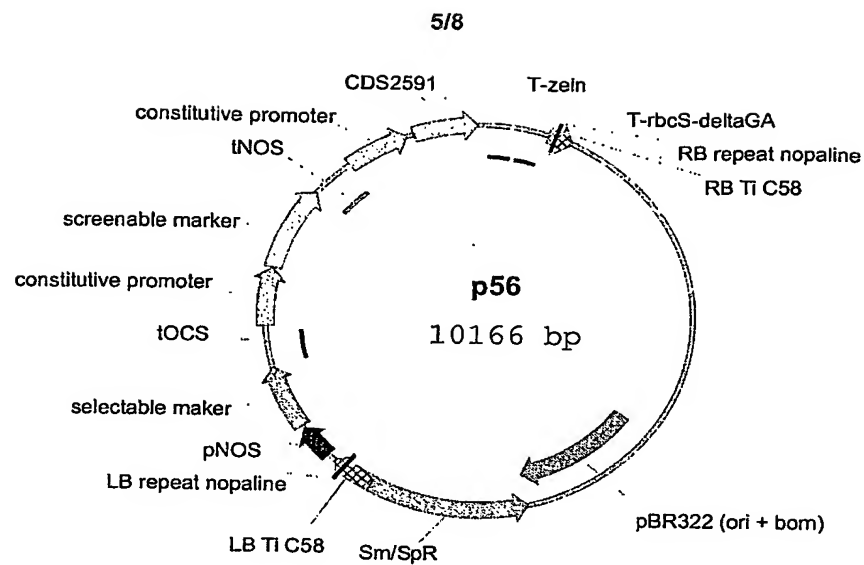 5/8
CDS2591
T-zein
constitutive promoter
T-rbcS-deltaGA
tNOS
RB repeat nopaline
RB Ti C58
screenable marker
constitutive promoter
p56
10166 bp
tOCS
selectable maker
pNOS
LB repeat nopaline
pBR322 (ori + bom)
LB Ti C58
Sm/SpR